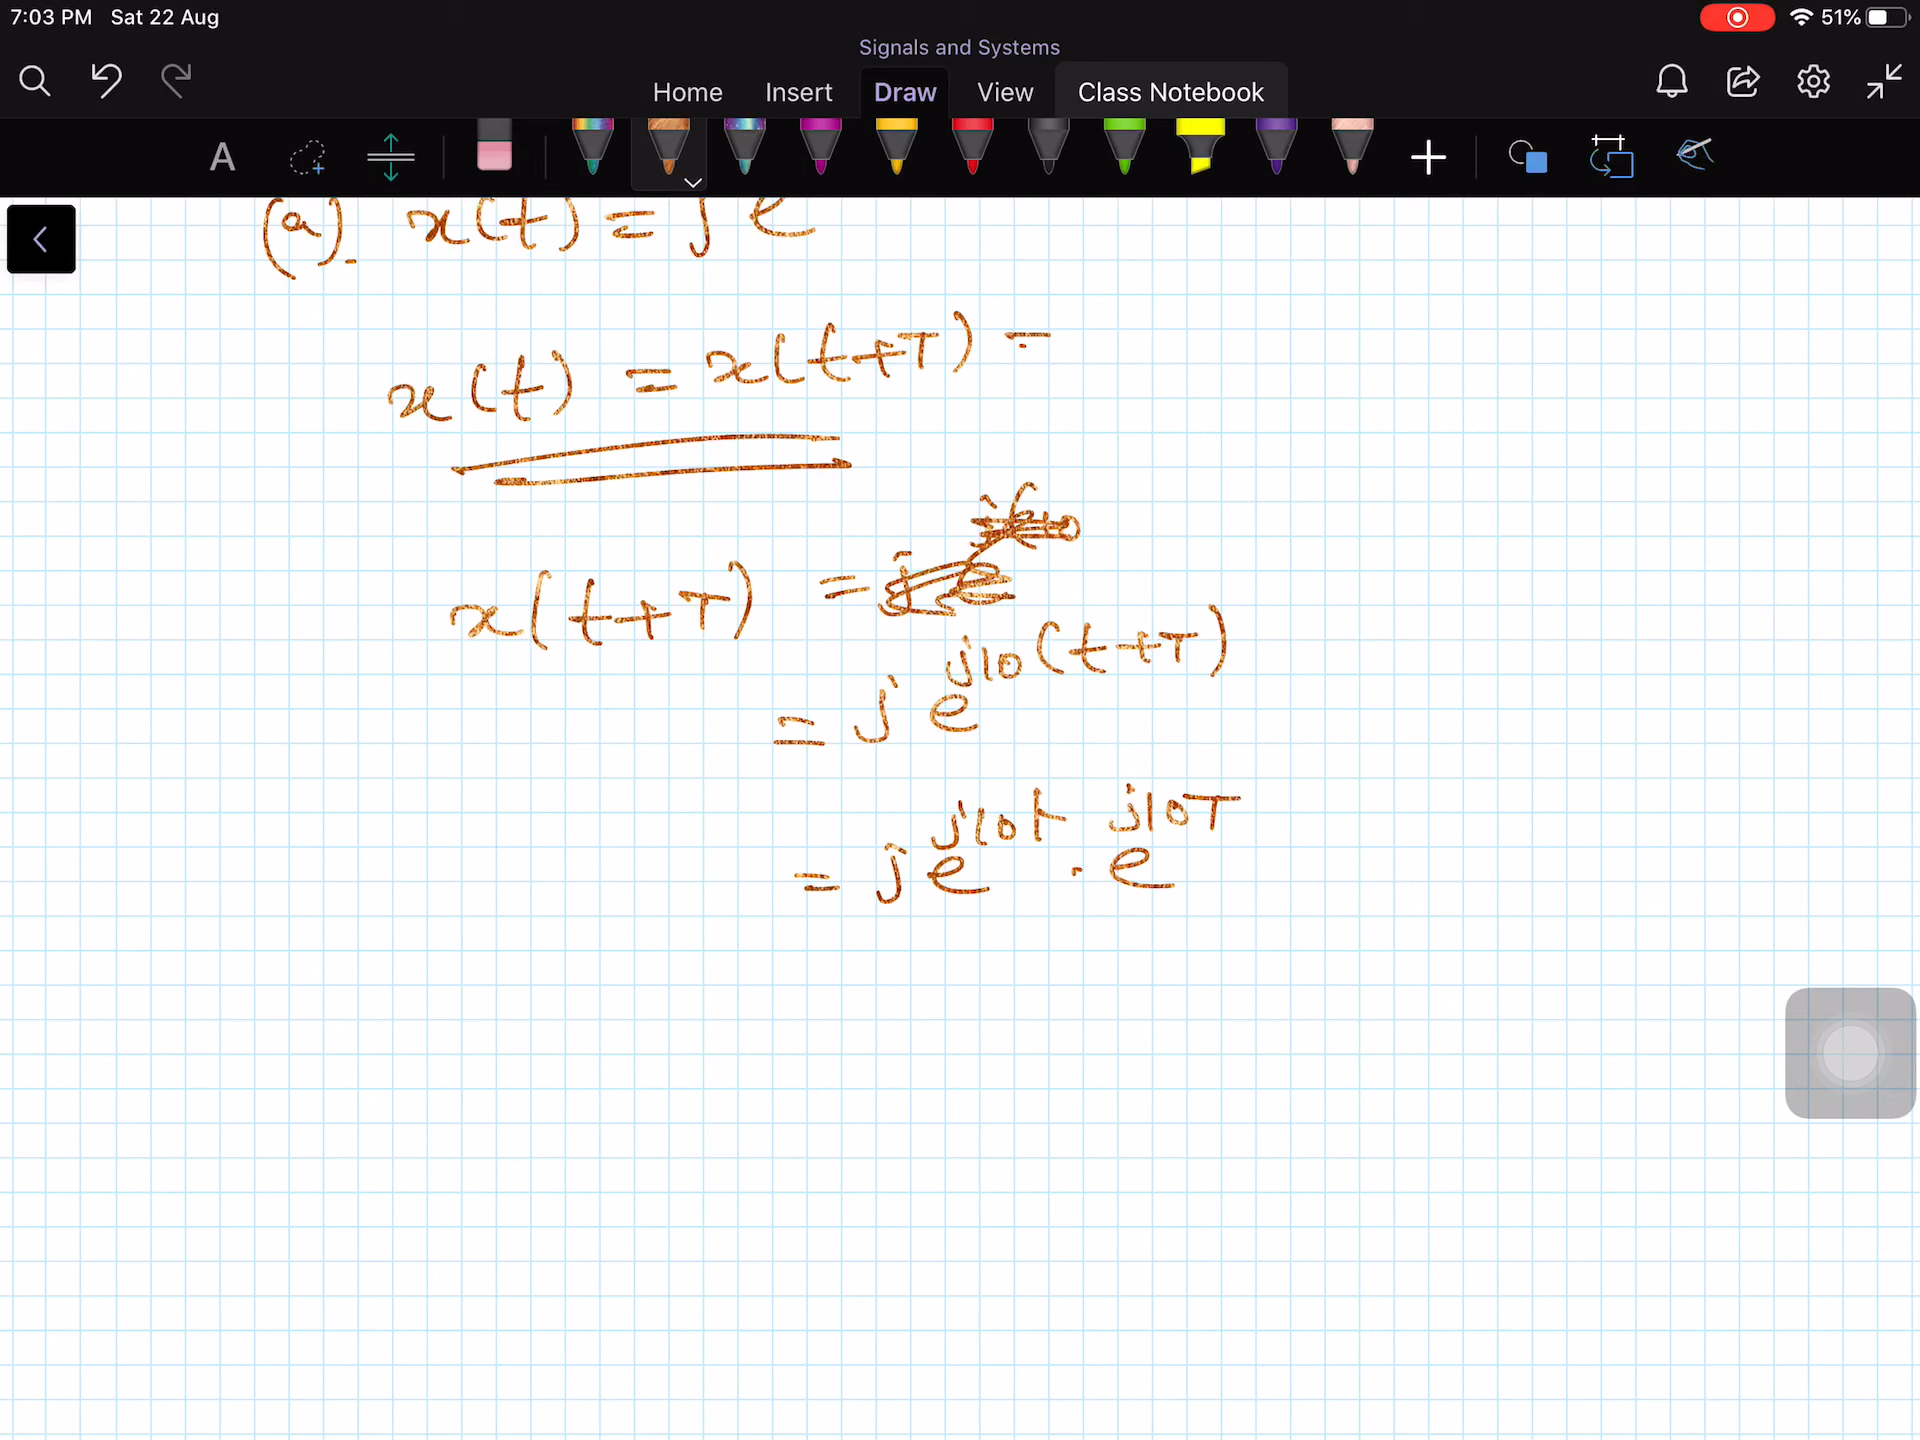 7:03 PM Sat 22 Aug 51%
Signals and Systems
Home Insert Draw View Class Notebook
A
(a). x(t) = j e
x(t) = x(t+T) =
x(t+T) =
= j e^{j10(t+T)}
= j e^{j10t} . e^{j10T}